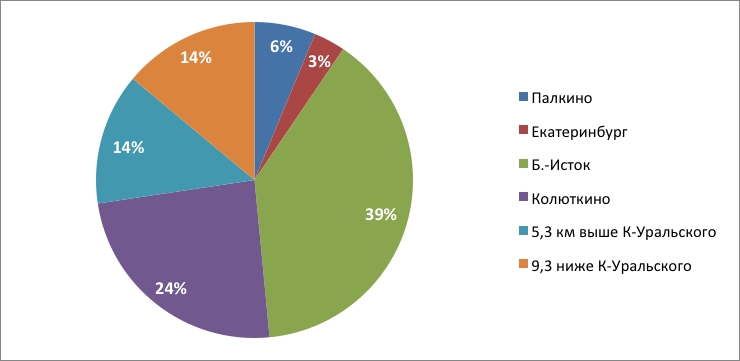 14%
6%
3%
14%
39%
24%
Палкино
Екатеринбург
Б.-Исток
Колюткино
5,3 км выше К-Уральского
9,3 ниже К-Уральского